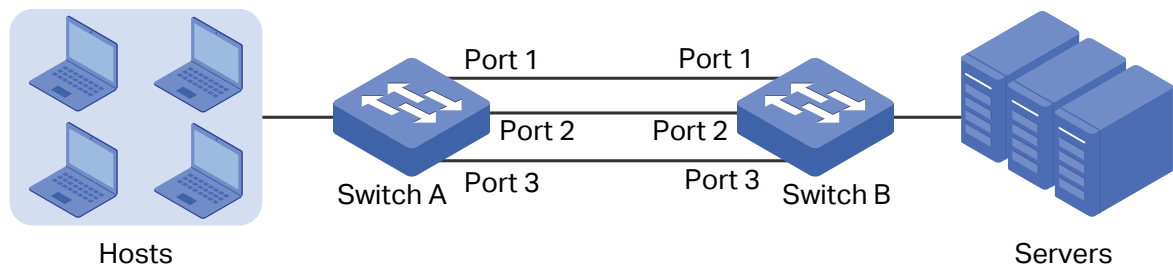 Port 1
Port 1
Port 2
Port 2
Port 3
Port 3
Switch A
Switch B
Hosts
Servers